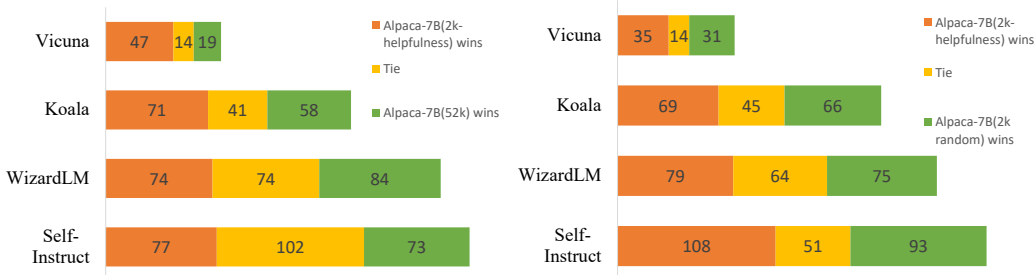 Vicuna
47 14 19
Koala
71 41 58
WizardLM
74 74 84
Self-
Instruct
77 102 73
Alpaca-7B(2k-
helpfulness) wins
Tie
Alpaca-7B(52k) wins
Vicuna
35 14 31
Koala
69 45 66
WizardLM
79 64 75
Self-
Instruct
108 51 93
Alpaca-7B(2k-
helpfulness) wins
Tie
Alpaca-7B(2k
random) wins